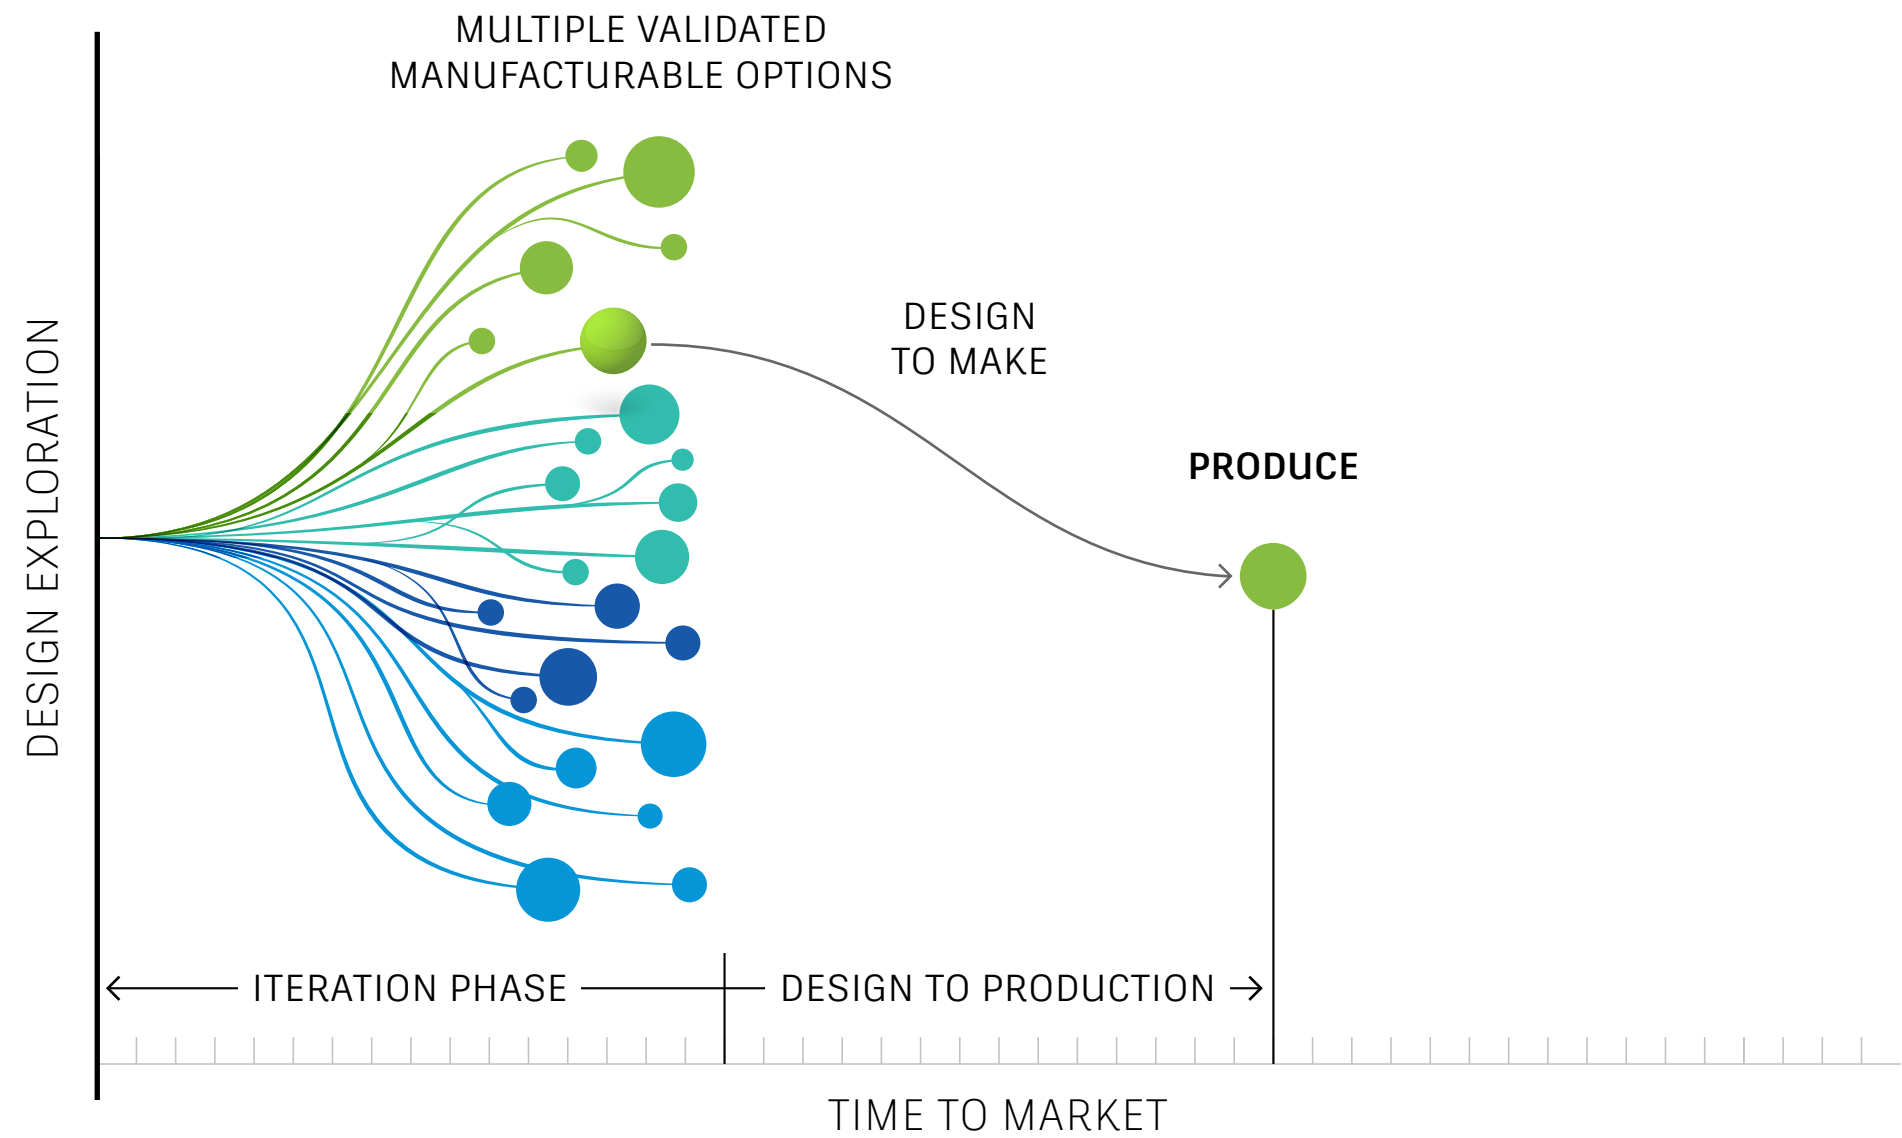 MULTIPLE VALIDATED
MANUFACTURABLE OPTIONS
DESIGN
TO MAKE
PRODUCE
DESIGN EXPLORATION
ITERATION PHASE
DESIGN TO PRODUCTION
TIME TO MARKET